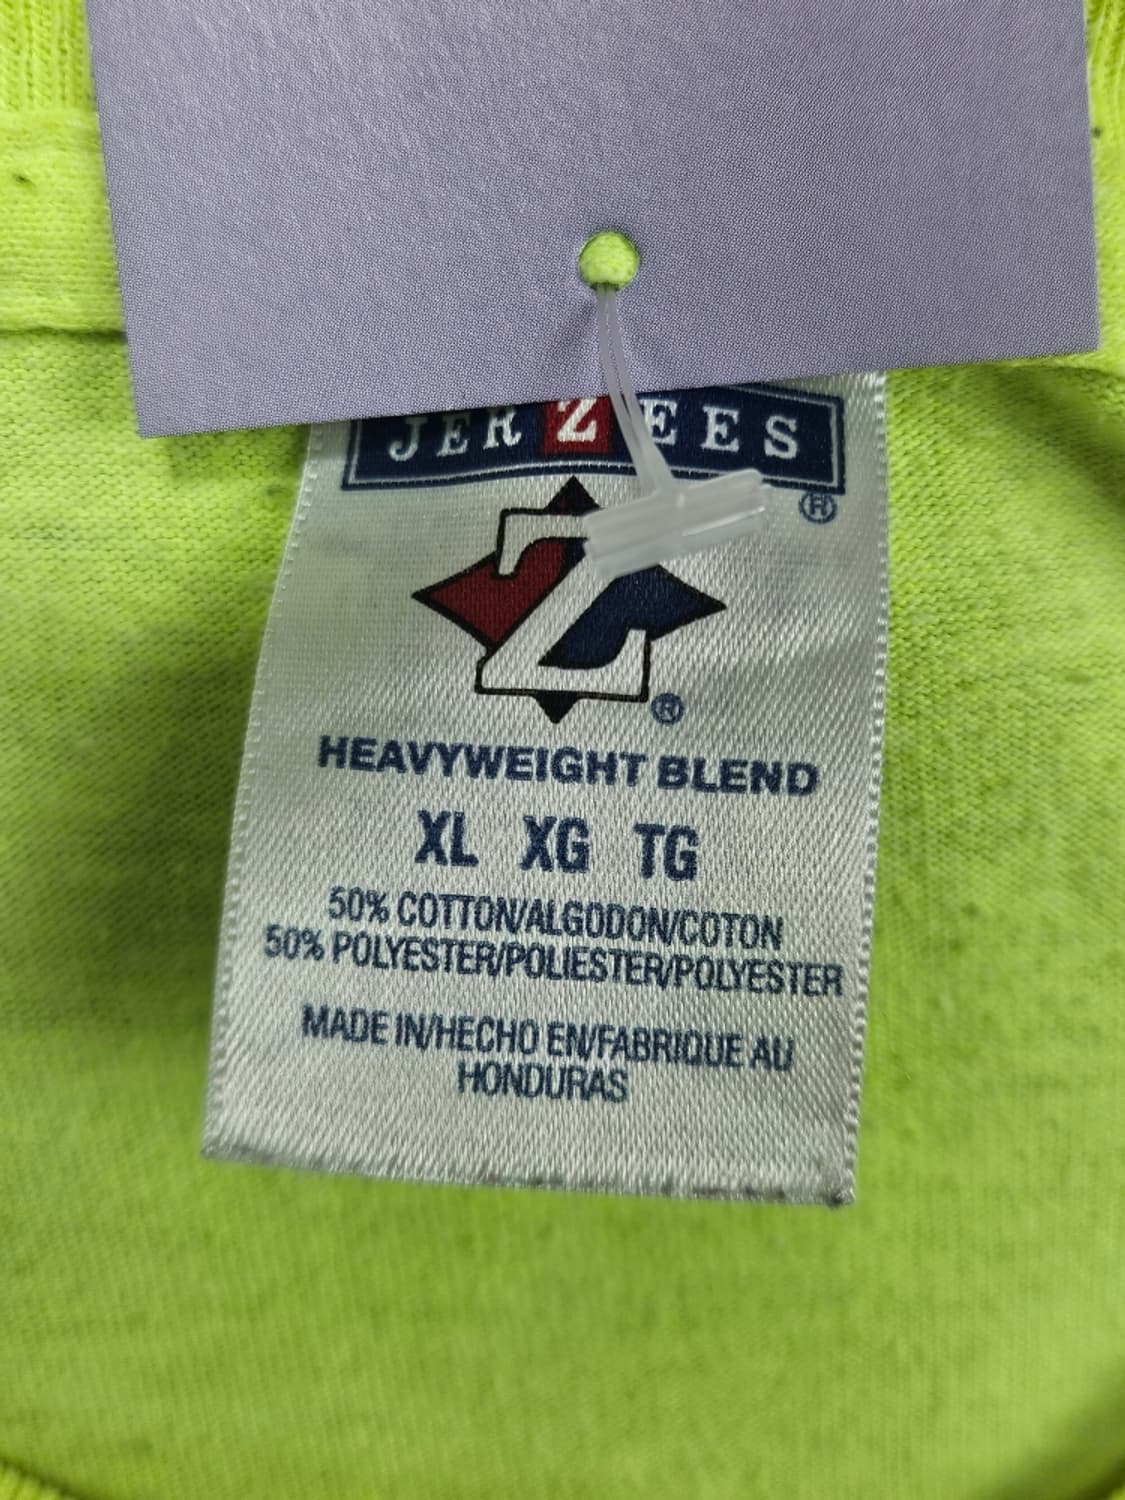 JERZEES
®
Z
®
HEAVYWEIGHT BLEND
XL XG TG
50% COTTON/ALGODON/COTON
50% POLYESTER/POLIESTER/POLYESTER
MADE IN/HECHO EN/FABRIQUE AU
HONDURAS